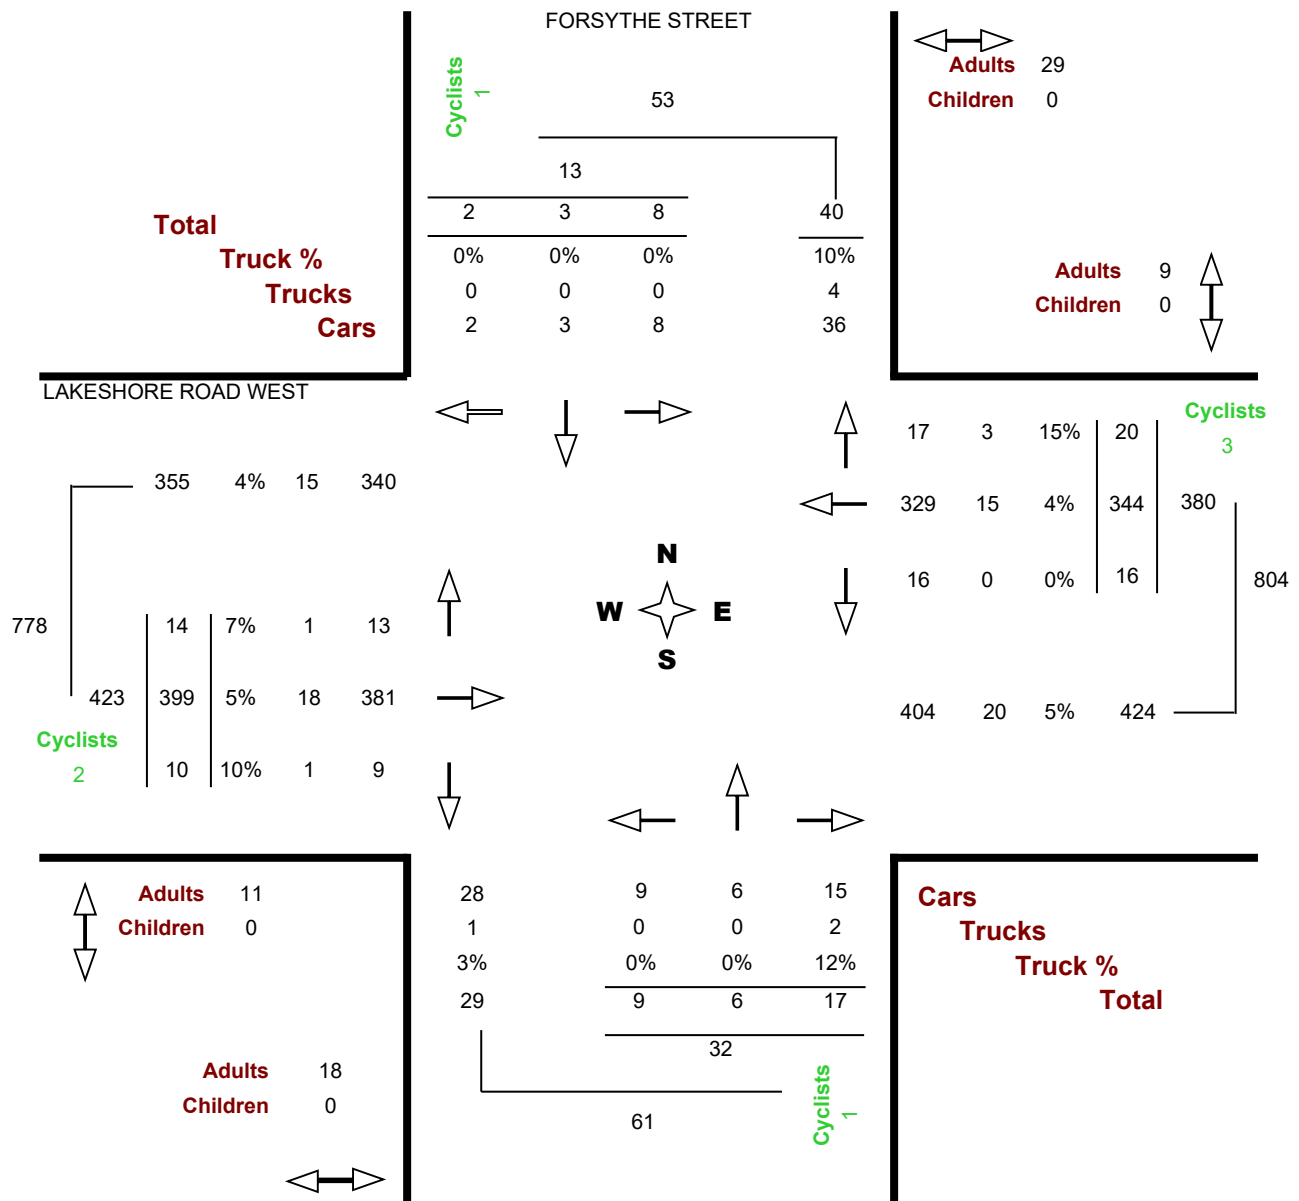 FORSYTHE STREET
Cyclists
1
53
Adults 29
Children 0
13
Total 2 3 8 40
Truck % 0% 0% 0% 10%
Trucks 0 0 0 4
Cars 2 3 8 36
Adults 9
Children 0
LAKESHORE ROAD WEST
Cyclists
3
17 3 15% 20
355 4% 15 340
329 15 4% 344 380
N
W E
S
16 0 0% 16
804
778
14 7% 1 13
423 399 5% 18 381
404 20 5% 424
Cyclists
2
10 10% 1 9
Adults 11
Children 0
28 9 6 15
1 0 0 2
3% 0% 0% 12%
29 9 6 17
Cars
Trucks
Truck %
Total
32
Adults 18
Children 0
Cyclists
1
61